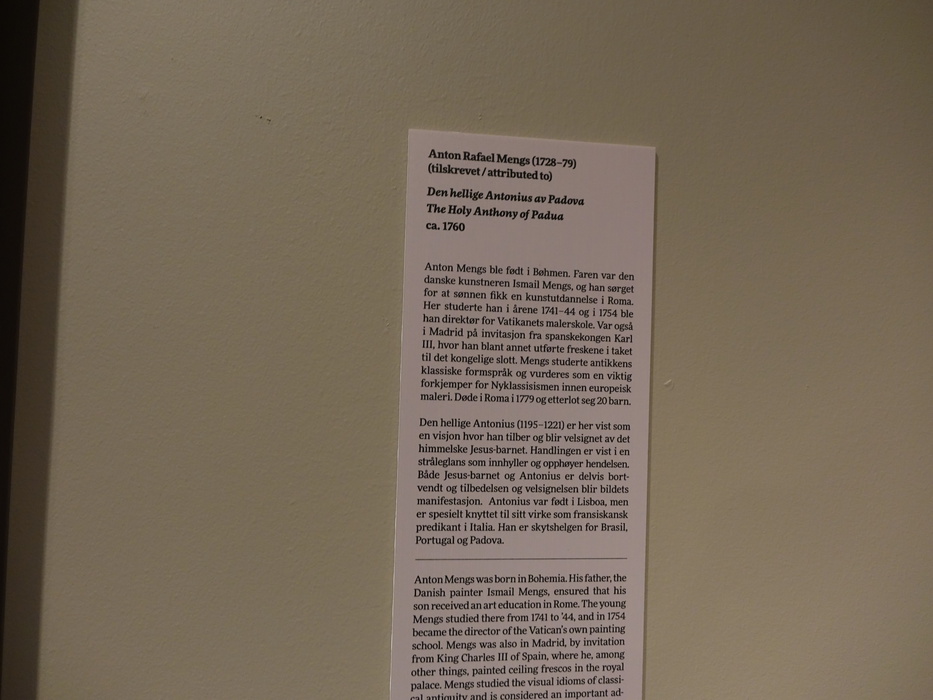 Anton Rafael Mengs (1728–79)
(tilskrevet / attributed to)
Den hellige Antonius av Padova
The Holy Anthony of Padua
ca. 1760
Anton Mengs ble født i Bøhmen. Faren var den
danske kunstneren Ismail Mengs, og han sørget
for at sønnen fikk en kunstutdannelse i Roma.
Her studerte han i årene 1741–44 og i 1754 ble
han direktør for Vatikanets malerskole. Var også
i Madrid på invitasjon fra spanskekongen Karl
III, hvor han blant annet utførte freskene i taket
til det kongelige slott. Mengs studerte antikkens
klassiske formspråk og vurderes som en viktig
forkjemper for Nyklassisismen innen europeisk
maleri. Døde i Roma i 1779 og etterlot seg 20 barn.
Den hellige Antonius (1195–1221) er her vist som
en visjon hvor han tilber og blir velsignet av det
himmelske Jesus-barnet. Handlingen er vist i en
stråleglans som innhyller og opphøyer hendelsen.
Både Jesus-barnet og Antonius er delvis bort-
vendt og tilbedelsen og velsignelsen blir bildets
manifestasjon. Antonius var født i Lisboa, men
er spesielt knyttet til sitt virke som fransiskansk
predikant i Italia. Han er skytshelgen for Brasil,
Portugal og Padova.
Anton Mengs was born in Bohemia. His father, the
Danish painter Ismail Mengs, ensured that his
son received an art education in Rome. The young
Mengs studied there from 1741 to '44, and in 1754
became the director of the Vatican's own painting
school. Mengs was also in Madrid, by invitation
from King Charles III of Spain, where he, among
other things, painted ceiling frescos in the royal
palace. Mengs studied the visual idioms of classi-
cal antiquity and is considered an important ad-